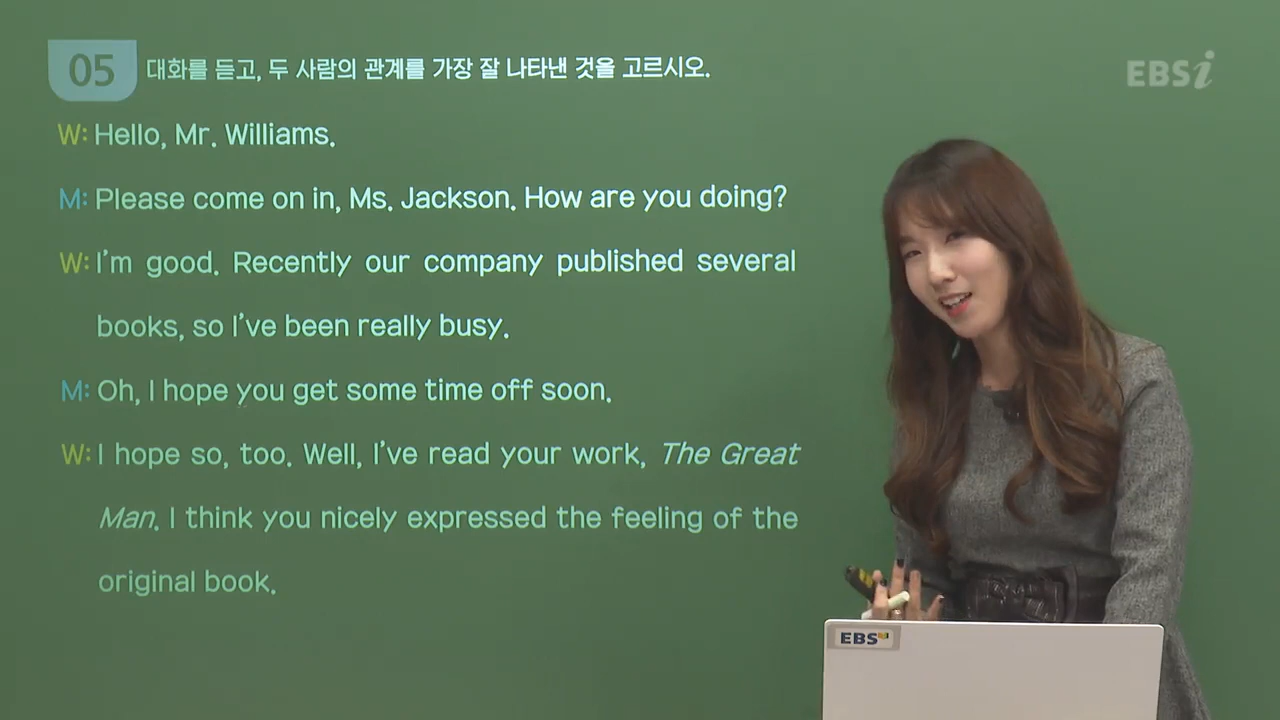 05 대화를 듣고, 두 사람의 관계를 가장 잘 나타낸 것을 고르시오.
EBSi
W: Hello, Mr. Williams.
M: Please come on in, Ms. Jackson. How are you doing?
W: I'm good. Recently our company published several
books, so I've been really busy.
M: Oh, I hope you get some time off soon.
W: I hope so, too. Well, I've read your work, The Great
Man. I think you nicely expressed the feeling of the
original book.
EBS